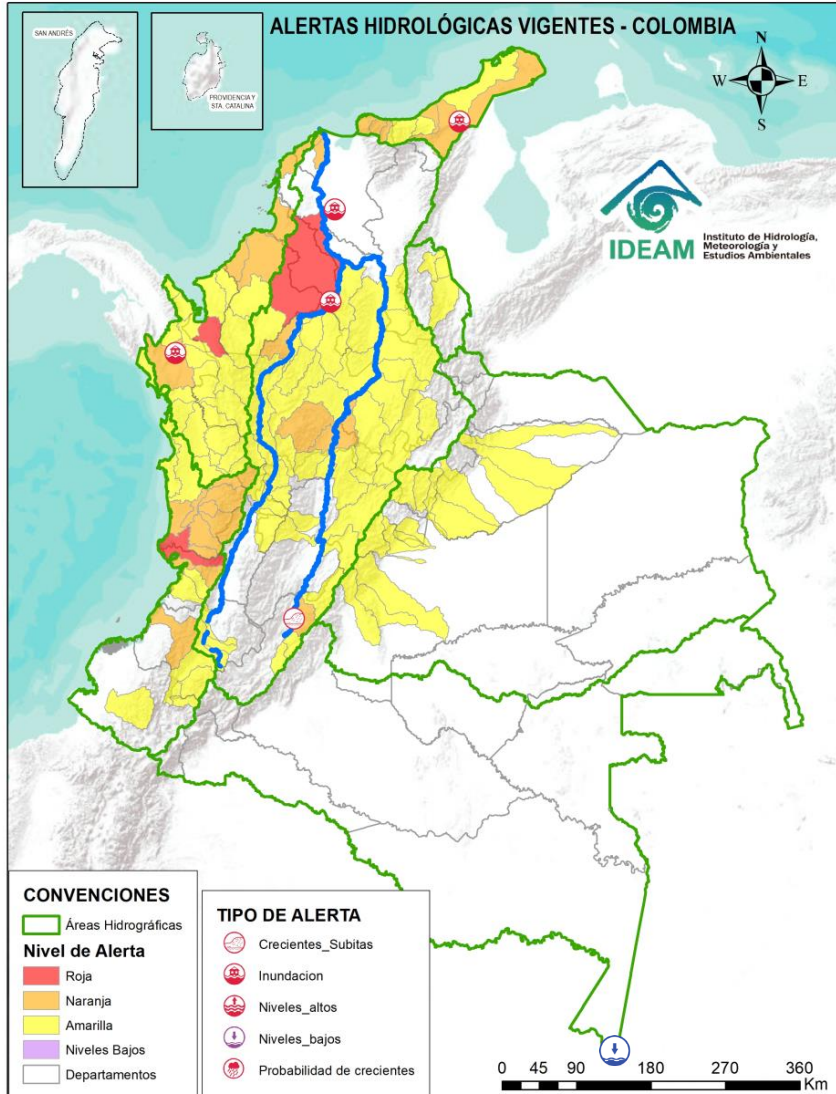 ALERTAS HIDROLÓGICAS VIGENTES - COLOMBIA
SAN ANDRÉS
PROVIDENCIA Y
STA. CATALINA
N
W
E
S
IDEAM
Instituto de Hidrología,
Meteorología y
Estudios Ambientales
CONVENCIONES
Áreas Hidrográficas
Nivel de Alerta
Roja
Naranja
Amarilla
Niveles Bajos
Departamentos
TIPO DE ALERTA
Crecientes_Subitas
Inundacion
Niveles_altos
Niveles_bajos
Probabilidad de crecientes
0 45 90 180 270 360
Km